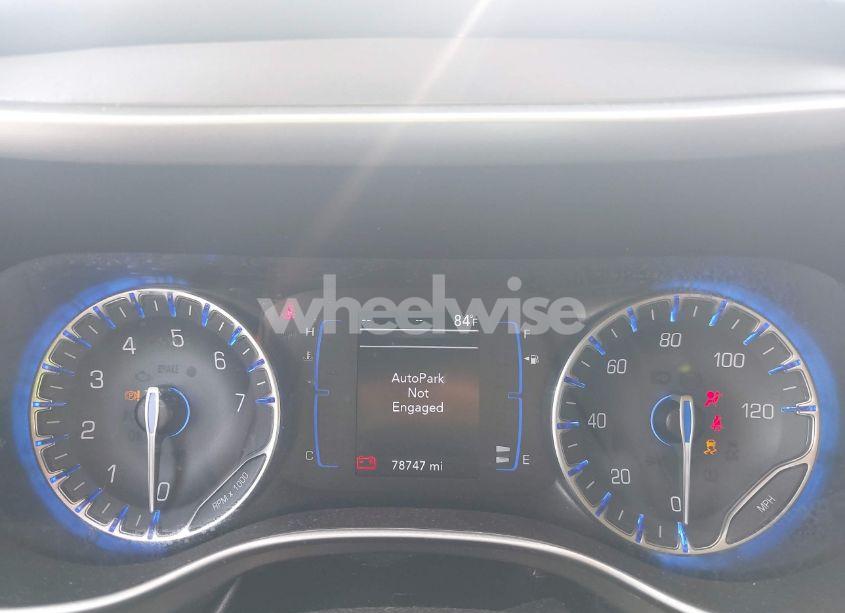 wheelwise
-- 84°F
H
F
C
E
AutoPark
Not
Engaged
78747 mi
0
1
2
3
4
5
6
7
RPM x 1000
BRAKE
0
20
40
60
80
100
120
MPH